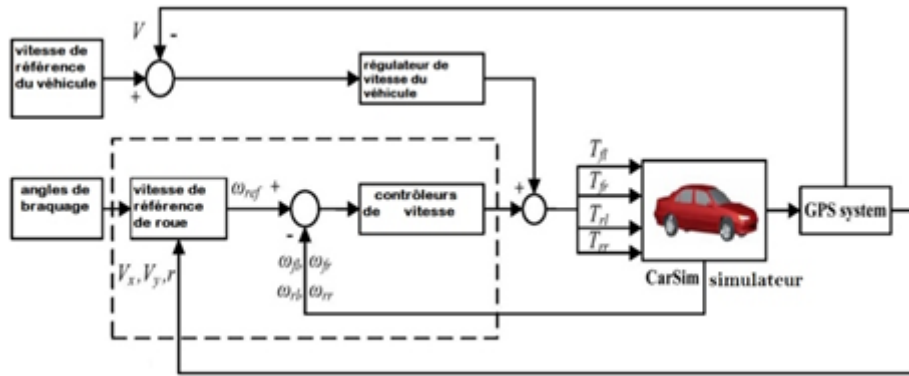 V -
vitesse de
référence
du véhicule
+
régulateur de
vitesse du
véhicule
angles de
braquage
vitesse de
référence
de roue
ωref +
-
contrôleurs
de vitesse
+
Tfl
Tfr
Trl
Trr
GPS system
CarSim simulateur
Vx, Vy, r
ωfl, ωfr
ωrl, ωrr